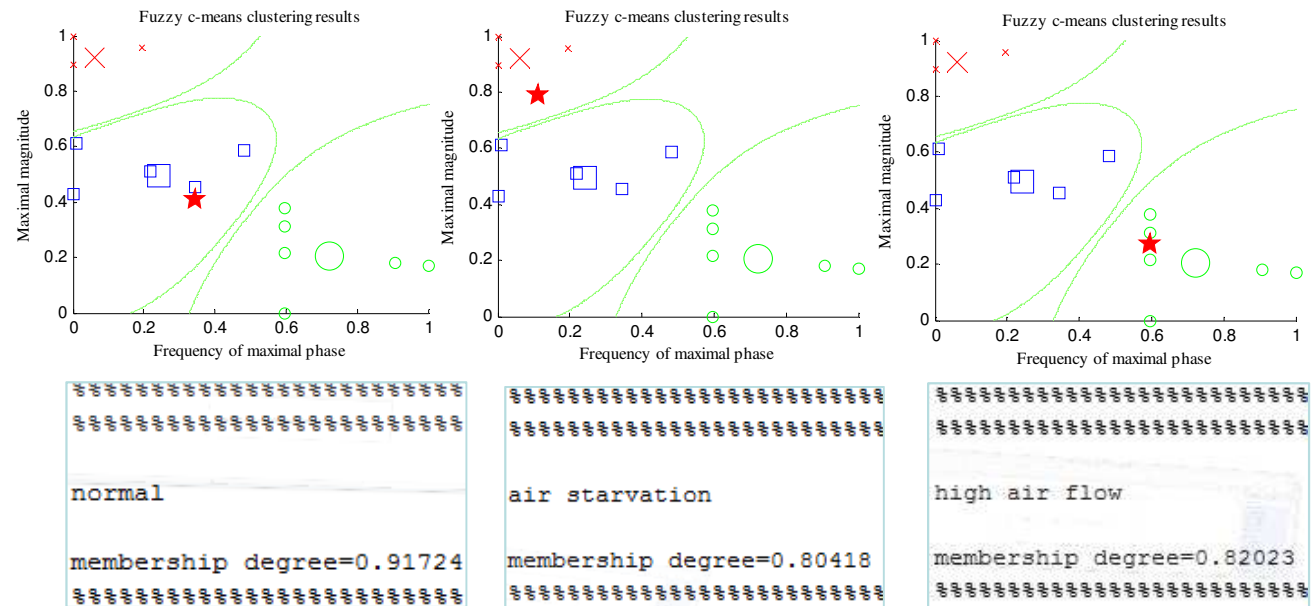 Fuzzy c-means clustering results
Maximal magnitude
1
0.8
0.6
0.4
0.2
0
0 0.2 0.4 0.6 0.8 1
Frequency of maximal phase
Fuzzy c-means clustering results
Maximal magnitude
1
0.8
0.6
0.4
0.2
0
0 0.2 0.4 0.6 0.8 1
Frequency of maximal phase
Fuzzy c-means clustering results
Maximal magnitude
1
0.8
0.6
0.4
0.2
0
0 0.2 0.4 0.6 0.8 1
Frequency of maximal phase
%%%%%%%%%%%%%%%%%%%%%%%%
%%%%%%%%%%%%%%%%%%%%%%%%
normal
membership degree=0.91724
%%%%%%%%%%%%%%%%%%%%%%%%
%%%%%%%%%%%%%%%%%%%%%%%%%%
%%%%%%%%%%%%%%%%%%%%%%%%%%
air starvation
membership degree=0.80418
%%%%%%%%%%%%%%%%%%%%%%%%%%
%%%%%%%%%%%%%%%%%%%%%%%%%%
%%%%%%%%%%%%%%%%%%%%%%%%%%
high air flow
membership degree=0.82023
%%%%%%%%%%%%%%%%%%%%%%%%%%